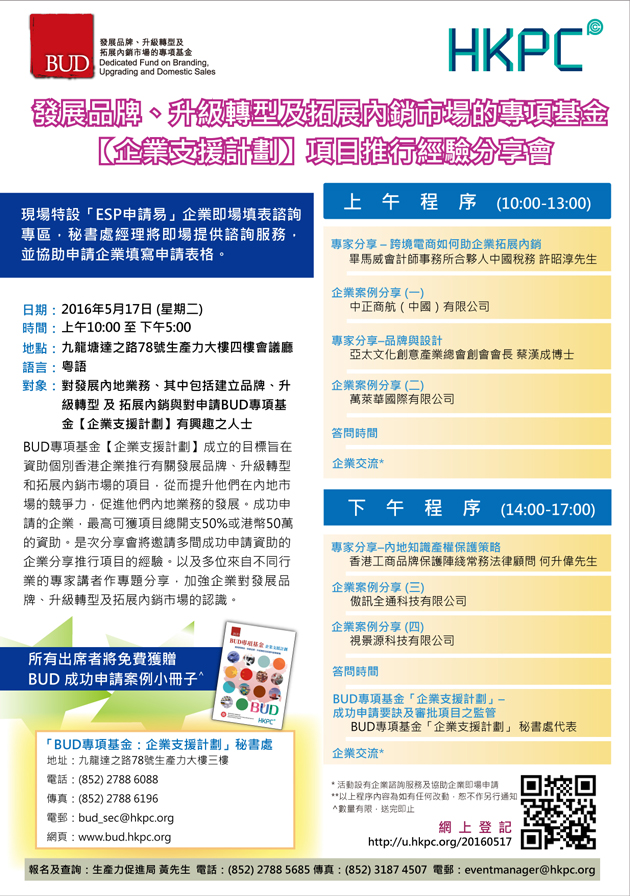 BUD
發展品牌、升級轉型及
拓展內銷市場的專項基金
Dedicated Fund on Branding,
Upgrading and Domestic Sales
HKPC
發展品牌、升級轉型及拓展內銷市場的專項基金
【企業支援計劃】項目推行經驗分享會
現場特設「ESP申請易」企業即場填表諮詢
專區，秘書處經理將即場提供諮詢服務，
並協助申請企業填寫申請表格。
日期：2016年5月17日 (星期二)
時間：上午10:00 至 下午5:00
地點：九龍塘達之路78號生產力大樓四樓會議廳
語言：粵語
對象：對發展內地業務、其中包括建立品牌、升
級轉型 及 拓展內銷與對申請BUD專項基
金【企業支援計劃】有興趣之人士
BUD專項基金【企業支援計劃】成立的目標旨在
資助個別香港企業推行有關發展品牌、升級轉型
和拓展內銷市場的項目，從而提升他們在內地市
場的競爭力，促進他們內地業務的發展。成功申
請的企業，最高可獲項目總開支50%或港幣50萬
的資助。是次分享會將邀請多間成功申請資助的
企業分享推行項目的經驗。以及多位來自不同行
業的專家講者作專題分享，加強企業對發展品
牌、升級轉型及拓展內銷市場的認識。
所有出席者將免費獲贈
BUD 成功申請案例小冊子^
BUD專項基金 企業支援計劃
BUD
HKPC
「BUD專項基金：企業支援計劃」秘書處
地址：九龍達之路78號生產力大樓三樓
電話：(852) 2788 6088
傳真：(852) 2788 6196
電郵：bud_sec@hkpc.org
網頁：www.bud.hkpc.org
上午程序 (10:00-13:00)
專家分享 – 跨境電商如何助企業拓展內銷
畢馬威會計師事務所合夥人中國稅務 許昭淳先生
企業案例分享 (一)
中正商航（中國）有限公司
專家分享–品牌與設計
亞太文化創意產業總會創會會長 蔡漢成博士
企業案例分享 (二)
萬萊華國際有限公司
答問時間
企業交流*
下午程序 (14:00-17:00)
專家分享–內地知識產權保護策略
香港工商品牌保護陣綫常務法律顧問 何升偉先生
企業案例分享 (三)
傲訊全通科技有限公司
企業案例分享 (四)
視景源科技有限公司
答問時間
BUD專項基金「企業支援計劃」–
成功申請要訣及審批項目之監管
BUD專項基金「企業支援計劃」 秘書處代表
企業交流*
* 活動設有企業諮詢服務及協助企業即場申請
**以上程序內容為如有任何改動，恕不作另行通知
^數量有限，送完即止
網上登記
http://u.hkpc.org/20160517
報名及查詢：生產力促進局 黃先生 電話：(852) 2788 5685 傳真：(852) 3187 4507 電郵：eventmanager@hkpc.org